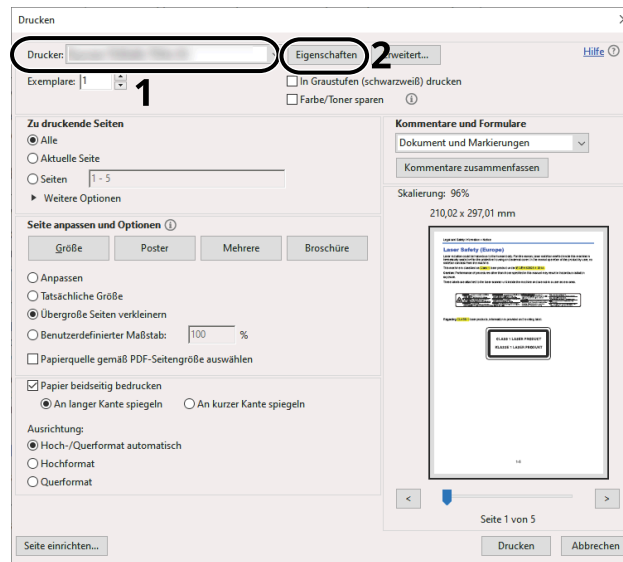 Drucken
Drucker:
Eigenschaften
2
Erweitert...
Hilfe
Exemplare: 1
1
In Graustufen (schwarzweiß) drucken
Farbe/Toner sparen
Zu druckende Seiten
Alle
Aktuelle Seite
Seiten 1 - 5
Weitere Optionen
Seite anpassen und Optionen
Größe Poster Mehrere Broschüre
Anpassen
Tatsächliche Größe
Übergroße Seiten verkleinern
Benutzerdefinierter Maßstab: 100 %
Papierquelle gemäß PDF-Seitengröße auswählen
Papier beidseitig bedrucken
An langer Kante spiegeln An kurzer Kante spiegeln
Ausrichtung:
Hoch-/Querformat automatisch
Hochformat
Querformat
Kommentare und Formulare
Dokument und Markierungen
Kommentare zusammenfassen
Skalierung: 96%
210,02 x 297,01 mm
Laser Safety (Europe)
CLASS 1 LASER PRODUCT
KLASSE 1 LASER PRODUKT
< >
Seite 1 von 5
Seite einrichten...
Drucken Abbrechen